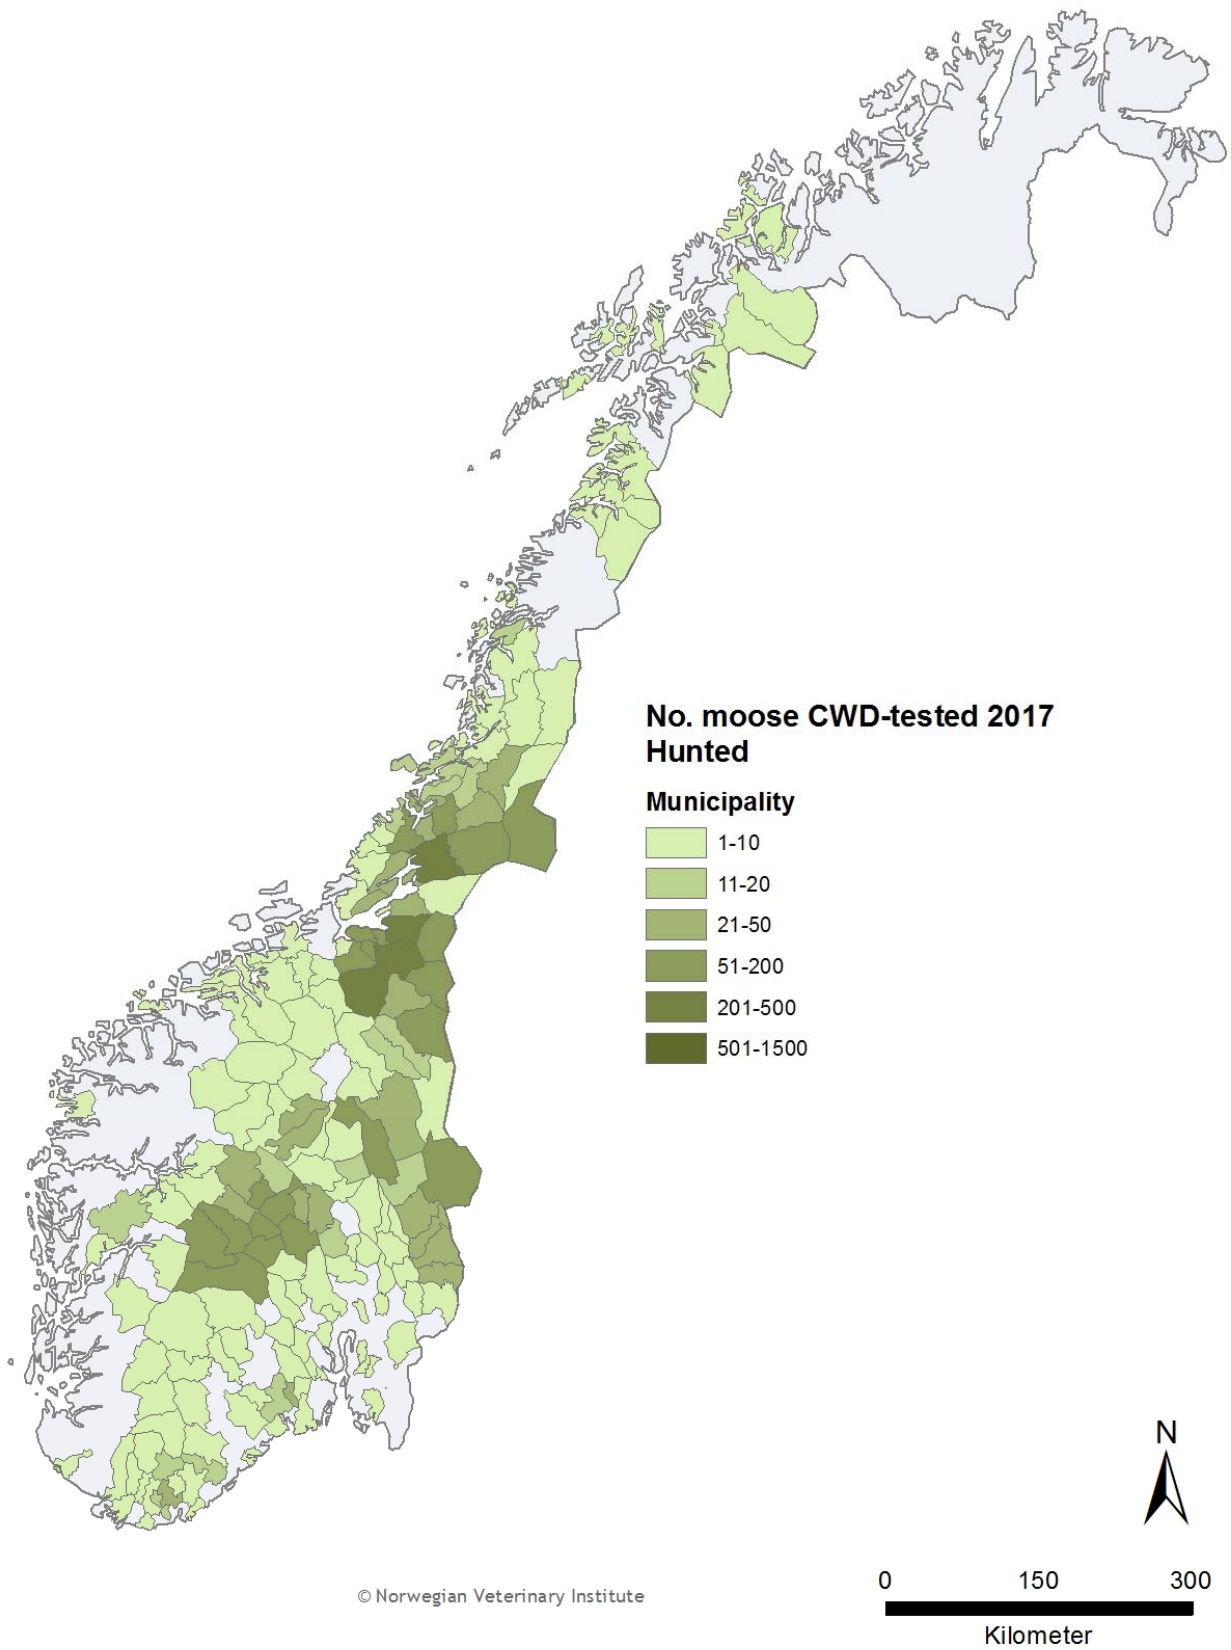 No. moose CWD-tested 2017
Hunted
Municipality
1-10
11-20
21-50
51-200
201-500
501-1500
N
0 150 300
Kilometer
© Norwegian Veterinary Institute